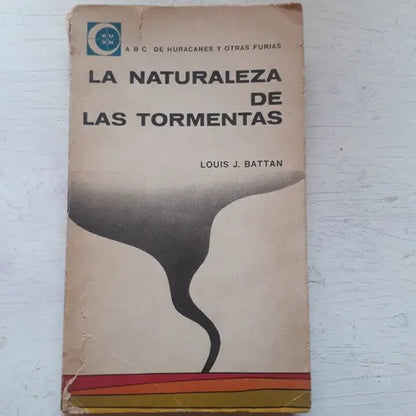 A B C DE HURACANES Y OTRAS FURIAS
LA NATURALEZA
DE
LAS TORMENTAS
LOUIS J. BATTAN